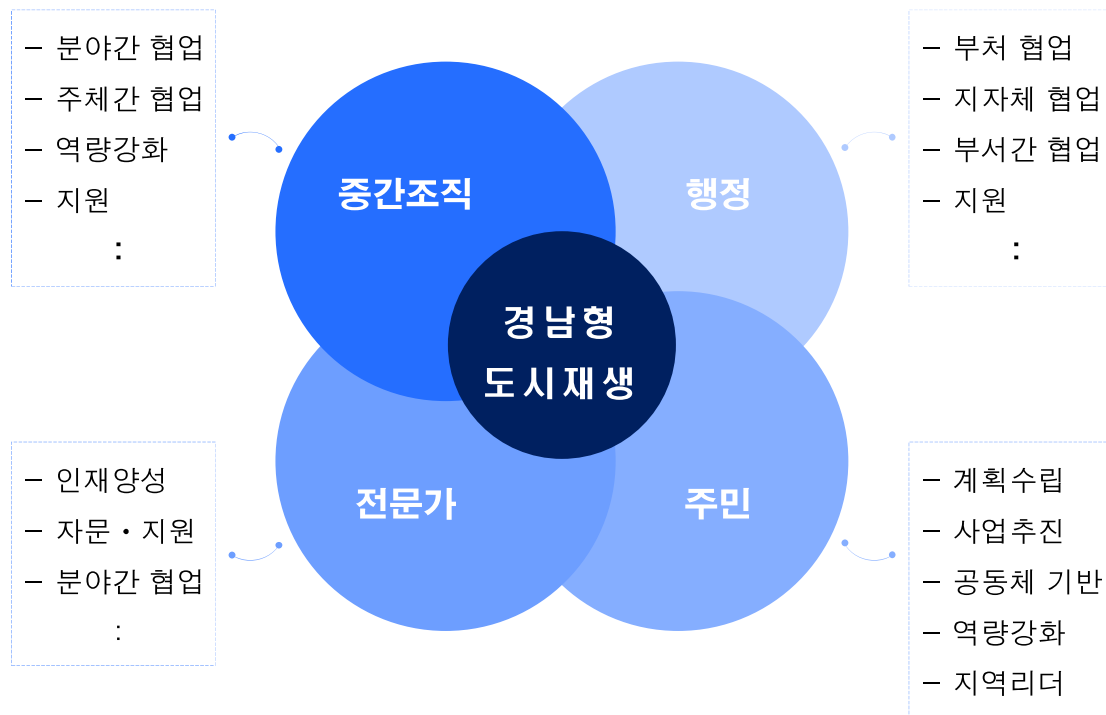 – 분야간 협업
– 주체간 협업
– 역량강화
– 지원
:
– 부처 협업
– 지자체 협업
– 부서간 협업
– 지원
:
중간조직
행정
경남형
도시재생
전문가
주민
– 인재양성
– 자문・지원
– 분야간 협업
:
– 계획수립
– 사업추진
– 공동체 기반
– 역량강화
– 지역리더